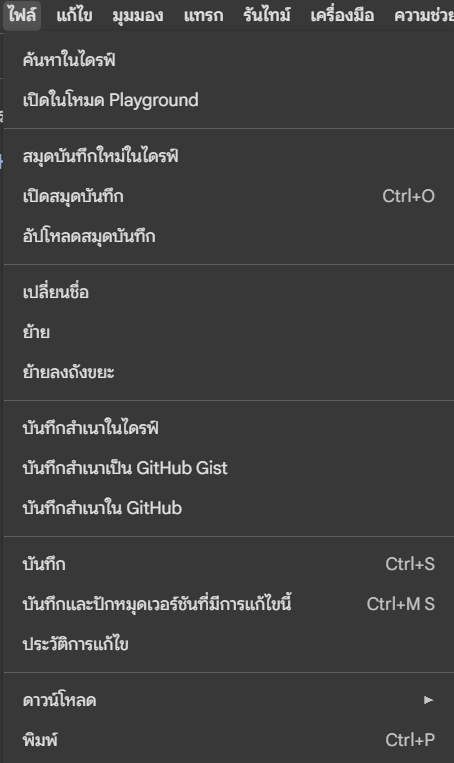 ไฟล์ แก้ไข มุมมอง แทรก รันไทม์ เครื่องมือ
ค้นหาในไดรฟ์
เปิดในโหมด Playground
สมุดบันทึกใหม่ในไดรฟ์
เปิดสมุดบันทึก Ctrl+O
อัปโหลดสมุดบันทึก
เปลี่ยนชื่อ
ย้าย
ย้ายลงถังขยะ
บันทึกสำเนาในไดรฟ์
บันทึกสำเนาเป็น GitHub Gist
บันทึกสำเนาใน GitHub
บันทึก Ctrl+S
บันทึกและปักหมุดเวอร์ชันที่มีการแก้ไขนี้ Ctrl+M S
ประวัติการแก้ไข
ดาวน์โหลด
พิมพ์ Ctrl+P